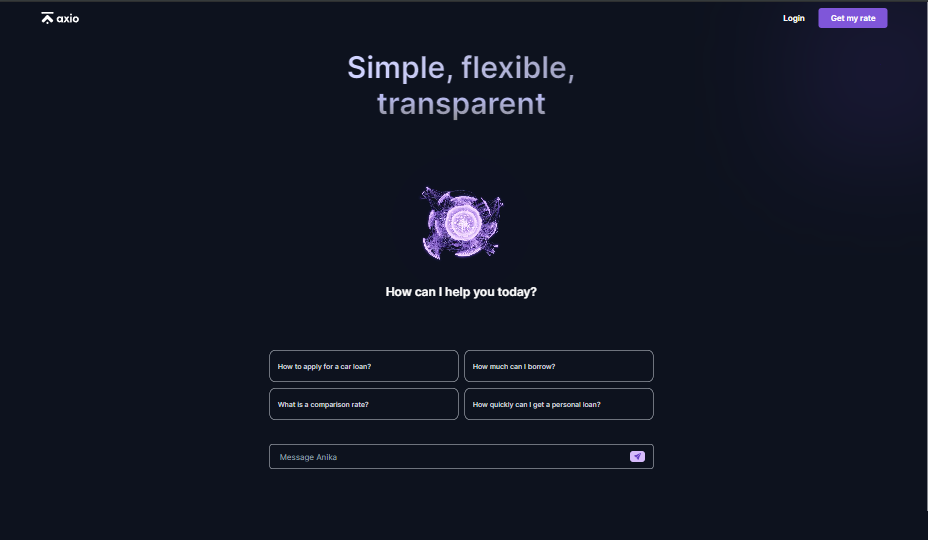 axio
Login
Get my rate
Simple, flexible,
transparent
How can I help you today?
How to apply for a car loan?
How much can I borrow?
What is a comparison rate?
How quickly can I get a personal loan?
Message Anika